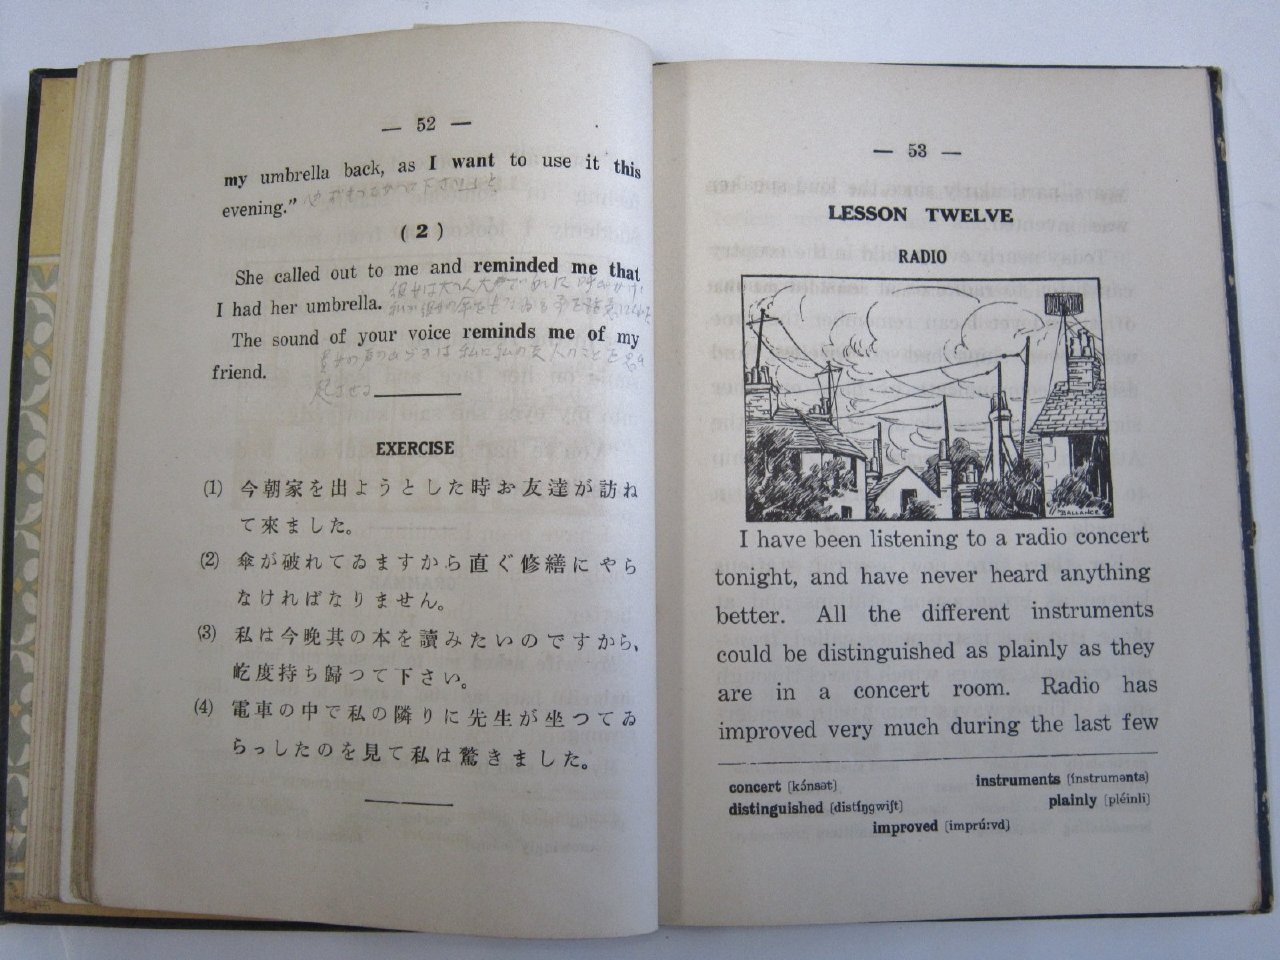 — 52 —
my umbrella back, as I want to use it this
evening."
( 2 )
She called out to me and reminded me that
I had her umbrella.
The sound of your voice reminds me of my
friend.
EXERCISE
(1) 今朝家を出ようとした時お友達が訪ね
て來ました。
(2) 傘が破れてゐますから直ぐ修繕にやら
なければなりません。
(3) 私は今晩其の本を讀みたいのですから、
屹度持ち歸つて下さい。
(4) 電車の中で私の隣りに先生が坐つてゐ
らっしたのを見て私は驚きました。
— 53 —
LESSON TWELVE
RADIO
BALLANCE
I have been listening to a radio concert
tonight, and have never heard anything
better. All the different instruments
could be distinguished as plainly as they
are in a concert room. Radio has
improved very much during the last few
concert (kɔ́nsət) instruments (ínstrumənts)
distinguished (distíŋgwiʃt) plainly (pléinli)
improved (imprú:vd)